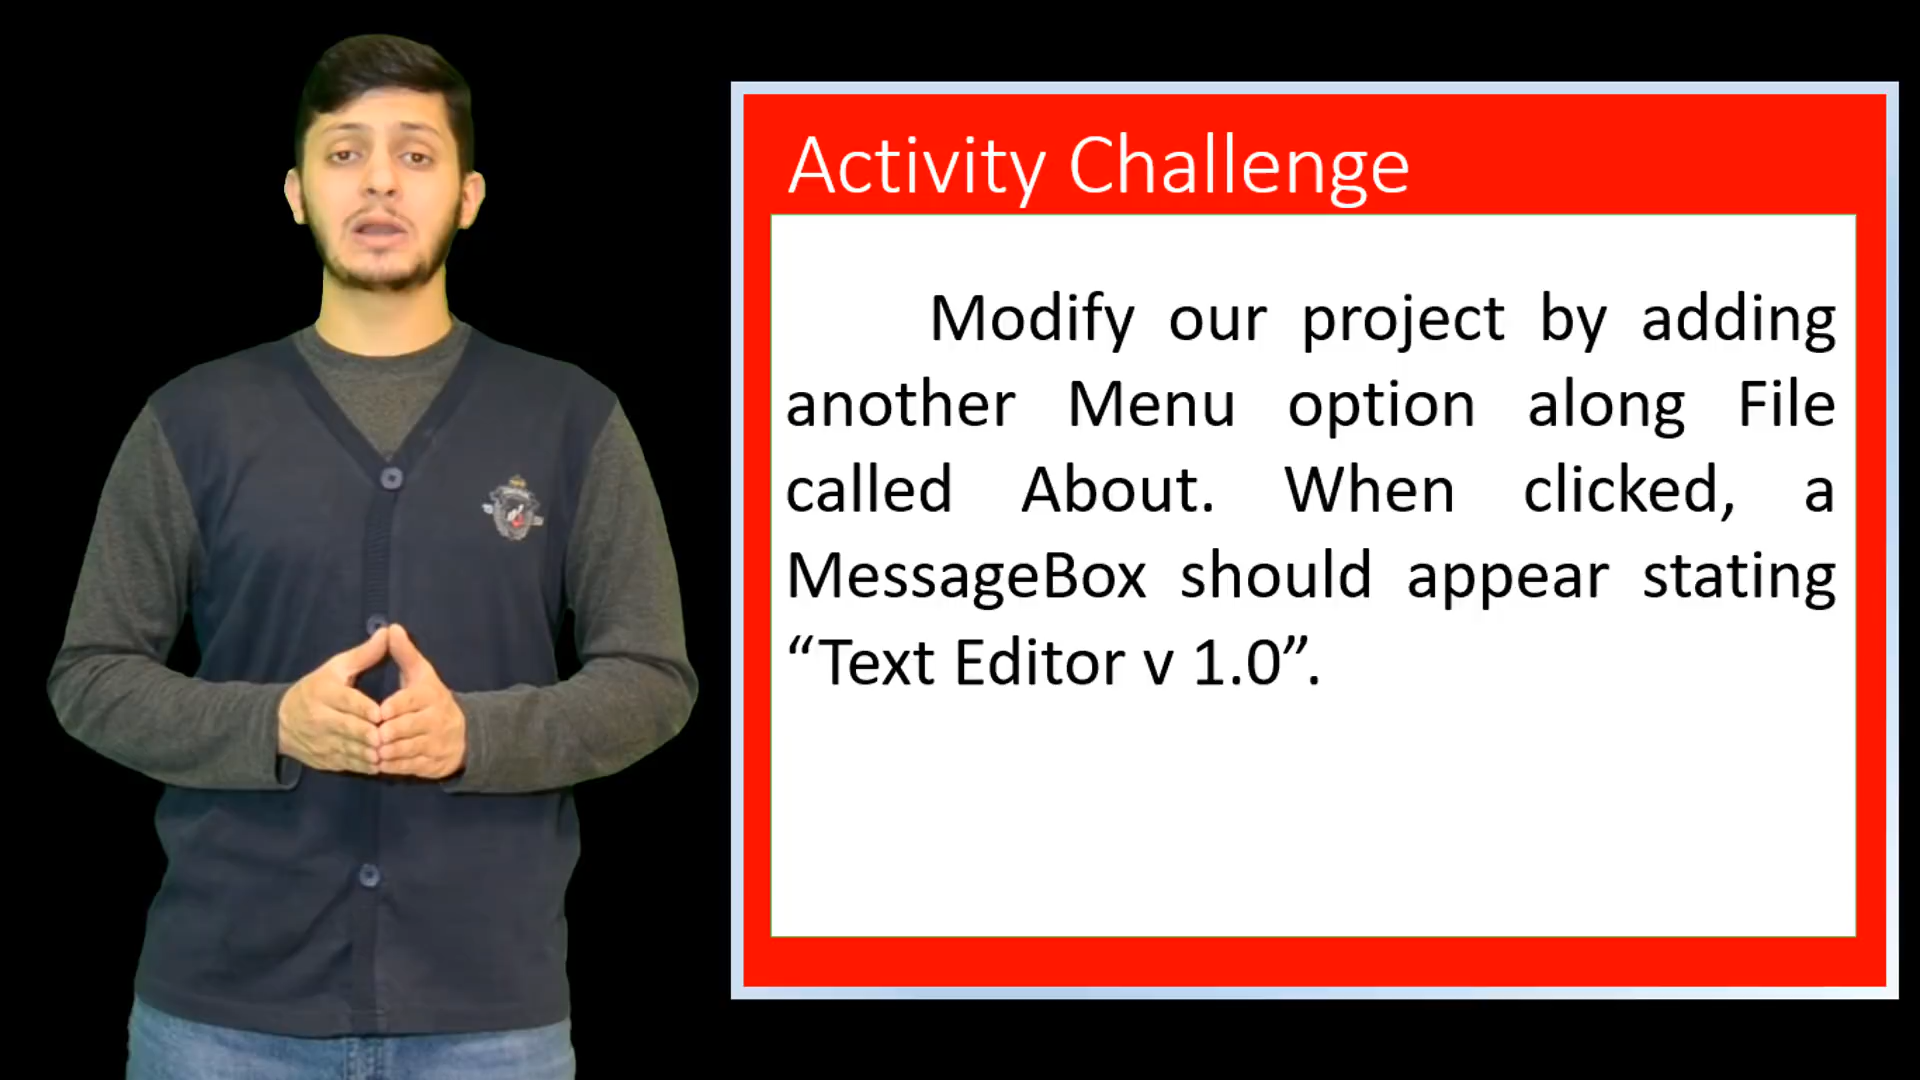 Activity Challenge
Modify our project by adding
another Menu option along File
called About. When clicked, a
MessageBox should appear stating
“Text Editor v 1.0”.